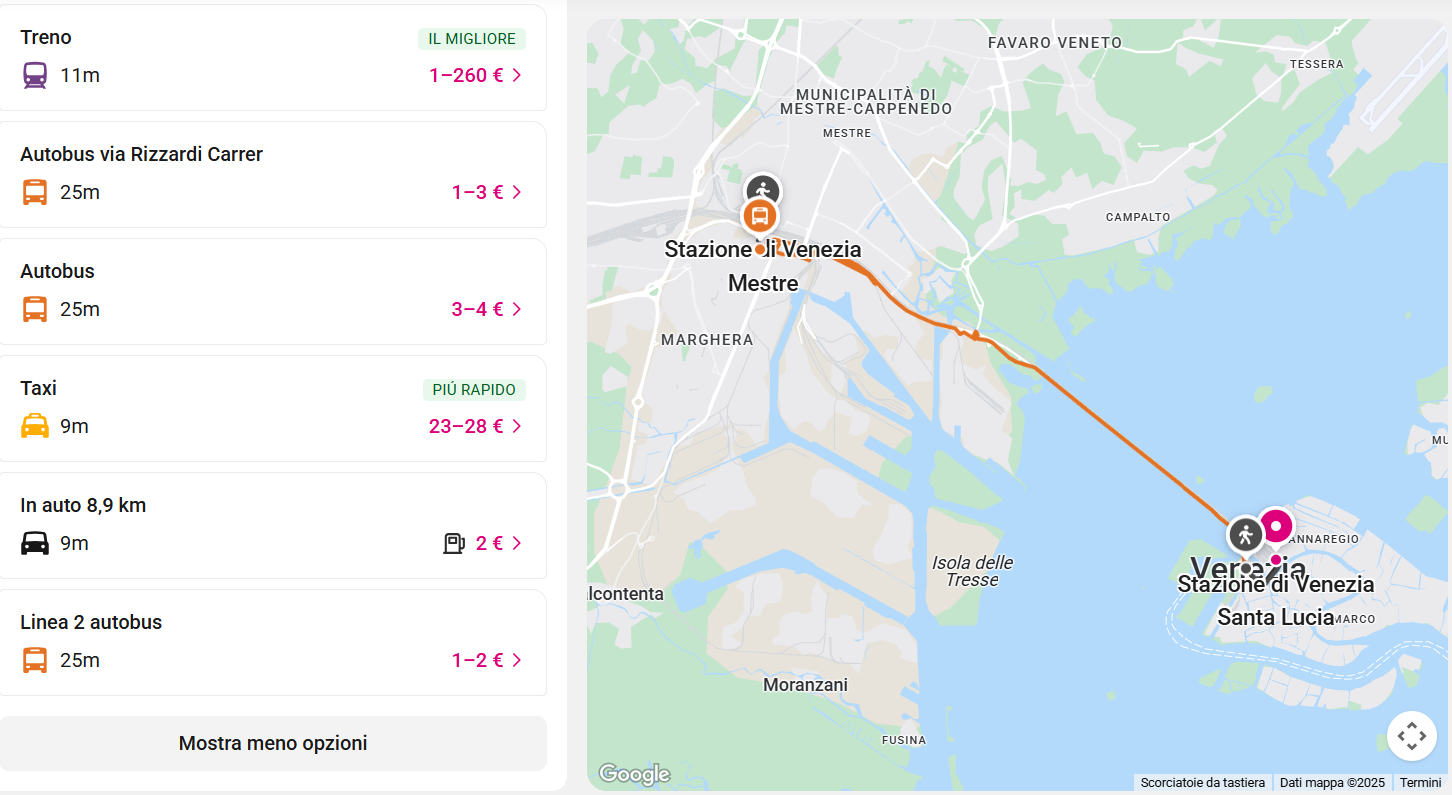 Treno
IL MIGLIORE
11m
1–260 €
Autobus via Rizzardi Carrer
25m
1–3 €
Autobus
25m
3–4 €
Taxi
PIÚ RAPIDO
9m
23–28 €
In auto 8,9 km
9m
2 €
Linea 2 autobus
25m
1–2 €
Mostra meno opzioni
FAVARO VENETO
TESSERA
MUNICIPALITÀ DI
MESTRE-CARPENEDO
MESTRE
CAMPALTO
Stazione di Venezia
Mestre
MARGHERA
MU
ANNAREGIO
Isola delle
Tresse
Venezia
Stazione di Venezia
Santa Lucia
MARCO
lcontenta
Moranzani
FUSINA
Google
Scorciatoie da tastiera
Dati mappa ©2025
Termini